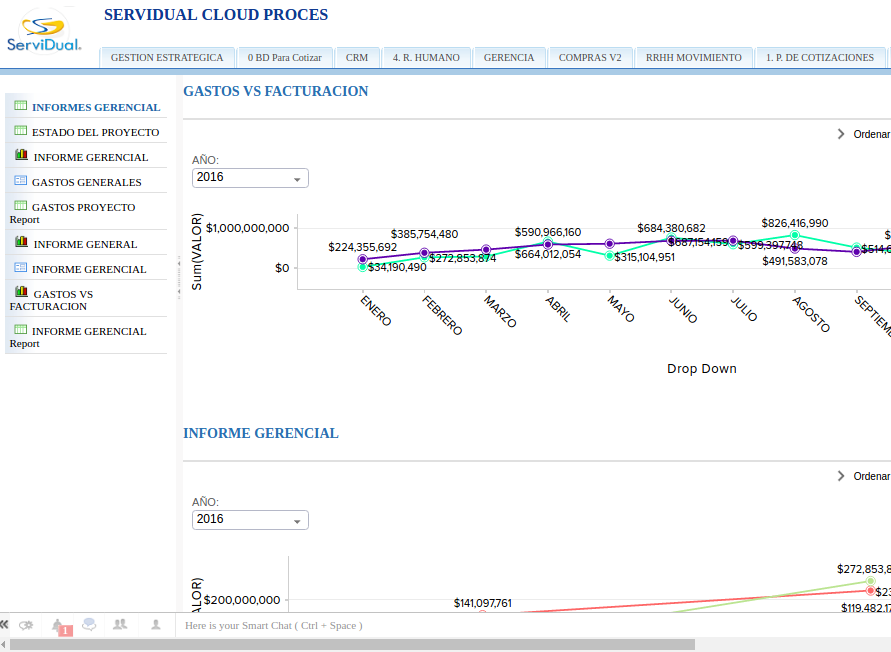 SERVIDUAL CLOUD PROCES
ServiDual.
GESTION ESTRATEGICA 0 BD Para Cotizar CRM 4. R. HUMANO GERENCIA COMPRAS V2 RRHH MOVIMIENTO 1. P. DE COTIZACIONES
INFORMES GERENCIAL
ESTADO DEL PROYECTO
INFORME GERENCIAL
GASTOS GENERALES
GASTOS PROYECTO
Report
INFORME GENERAL
INFORME GERENCIAL
GASTOS VS
FACTURACION
INFORME GERENCIAL
Report
GASTOS VS FACTURACION
Ordenar
AÑO:
2016
Sum(VALOR)
$1,000,000,000
$0
$224,355,692
$34,190,490
$385,754,480
$272,853,874
$590,966,160
$664,012,054
$315,104,951
$684,380,682
$687,154,159
$599,397,748
$826,416,990
$491,583,078
ENERO
FEBRERO
MARZO
ABRIL
MAYO
JUNIO
JULIO
AGOSTO
Drop Down
INFORME GERENCIAL
Ordenar
AÑO:
2016
$200,000,000
$141,097,761
$272,853,8
$23
$119,482,17
1
Here is your Smart Chat ( Ctrl + Space )